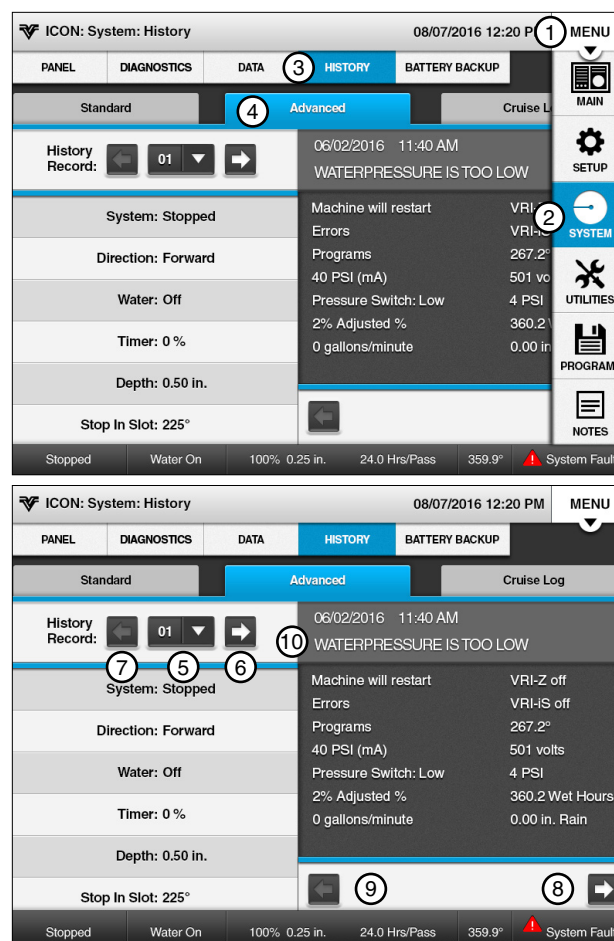 ICON: System: History 08/07/2016 12:20 P 1 MENU
PANEL DIAGNOSTICS DATA 3 HISTORY BATTERY BACKUP
MAIN
Standard 4 Advanced Cruise L
History Record: 01
06/02/2016 11:40 AM
WATERPRESSURE IS TOO LOW
SETUP
System: Stopped
Direction: Forward
Water: Off
Timer: 0 %
Depth: 0.50 in.
Stop In Slot: 225°
Machine will restart VRI-
Errors VRI-iS
Programs 267.2°
40 PSI (mA) 501 vo
Pressure Switch: Low 4 PSI
2% Adjusted % 360.2
0 gallons/minute 0.00 in
2
SYSTEM
UTILITIES
PROGRAM
NOTES
Stopped Water On 100% 0.25 in. 24.0 Hrs/Pass 359.9° System Fault
ICON: System: History 08/07/2016 12:20 PM MENU
PANEL DIAGNOSTICS DATA HISTORY BATTERY BACKUP
Standard Advanced Cruise Log
History Record: 01
7 5 6
10
06/02/2016 11:40 AM
WATERPRESSURE IS TOO LOW
System: Stopped
Direction: Forward
Water: Off
Timer: 0 %
Depth: 0.50 in.
Stop In Slot: 225°
Machine will restart VRI-Z off
Errors VRI-iS off
Programs 267.2°
40 PSI (mA) 501 volts
Pressure Switch: Low 4 PSI
2% Adjusted % 360.2 Wet Hours
0 gallons/minute 0.00 in. Rain
9 8
Stopped Water On 100% 0.25 in. 24.0 Hrs/Pass 359.9° System Fault